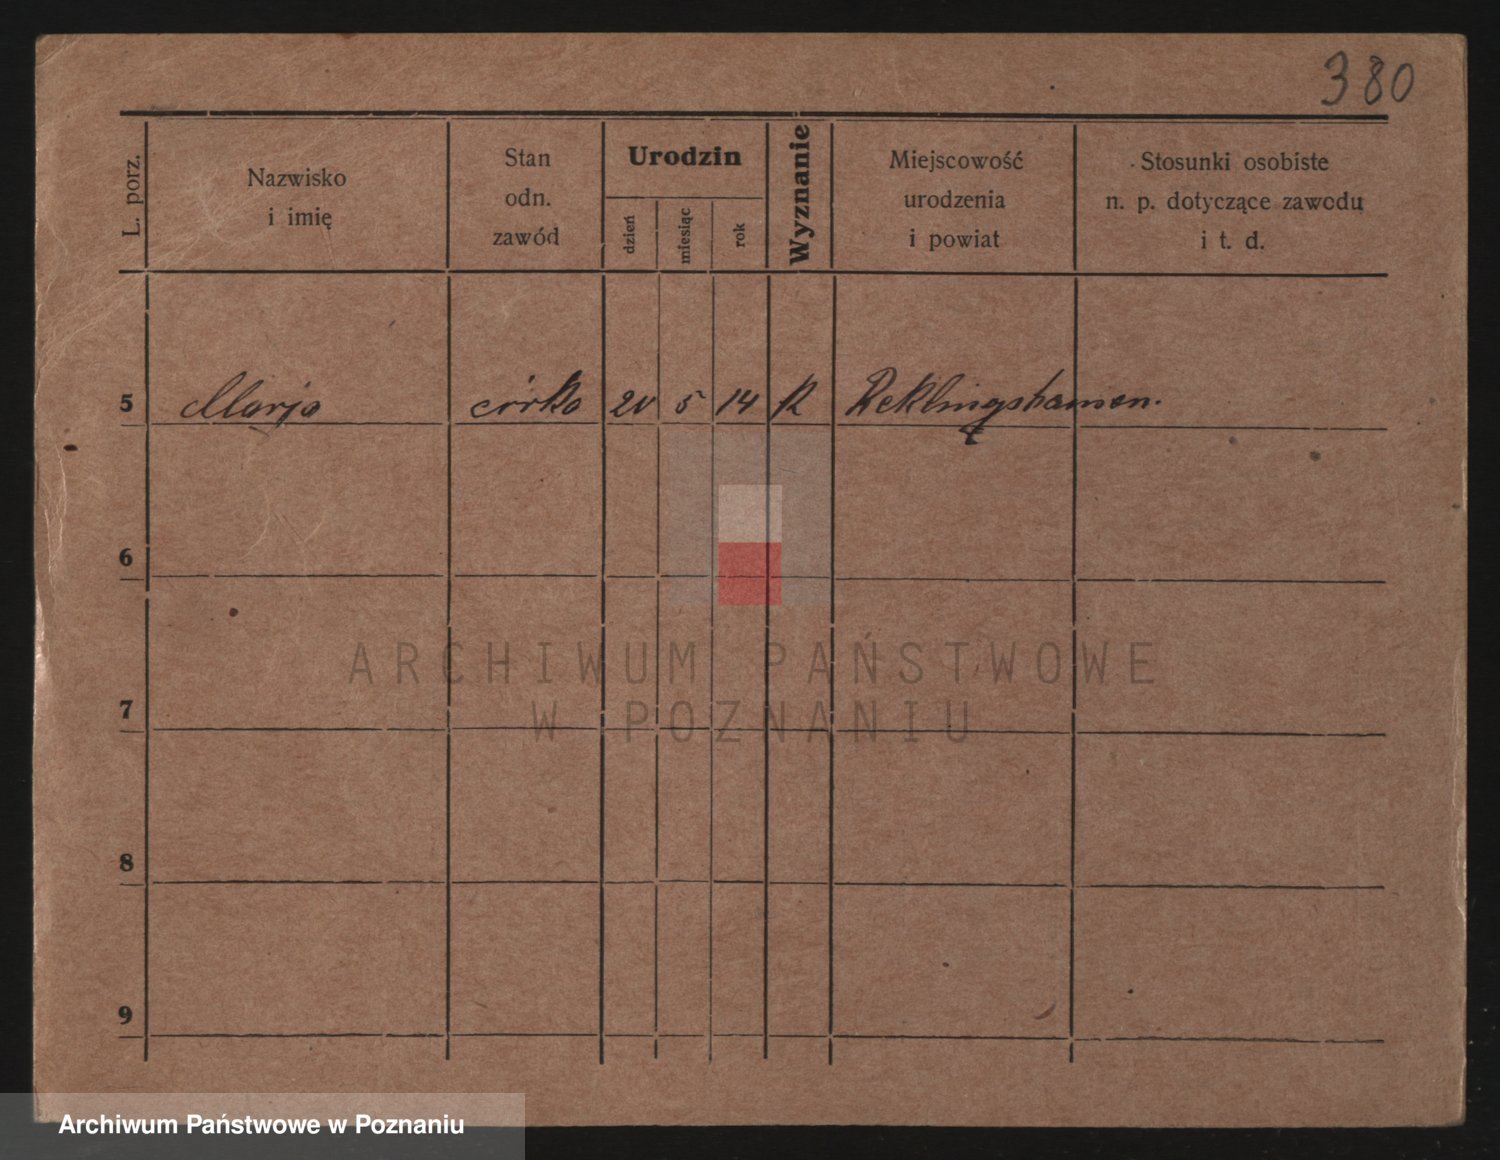 380
L. porz.
Nazwisko
i imię
Stan
odn.
zawód
Urodzin
dzień
miesiąc
rok
Wyznanie
Miejscowość
urodzenia
i powiat
Stosunki osobiste
n. p. dotyczące zawodu
i t. d.
5 Marja córka 20 5 14 K
6
ARCHIWUM PAŃSTWOWE
W POZNANIU
7
8
9
Archiwum Państwowe w Poznaniu